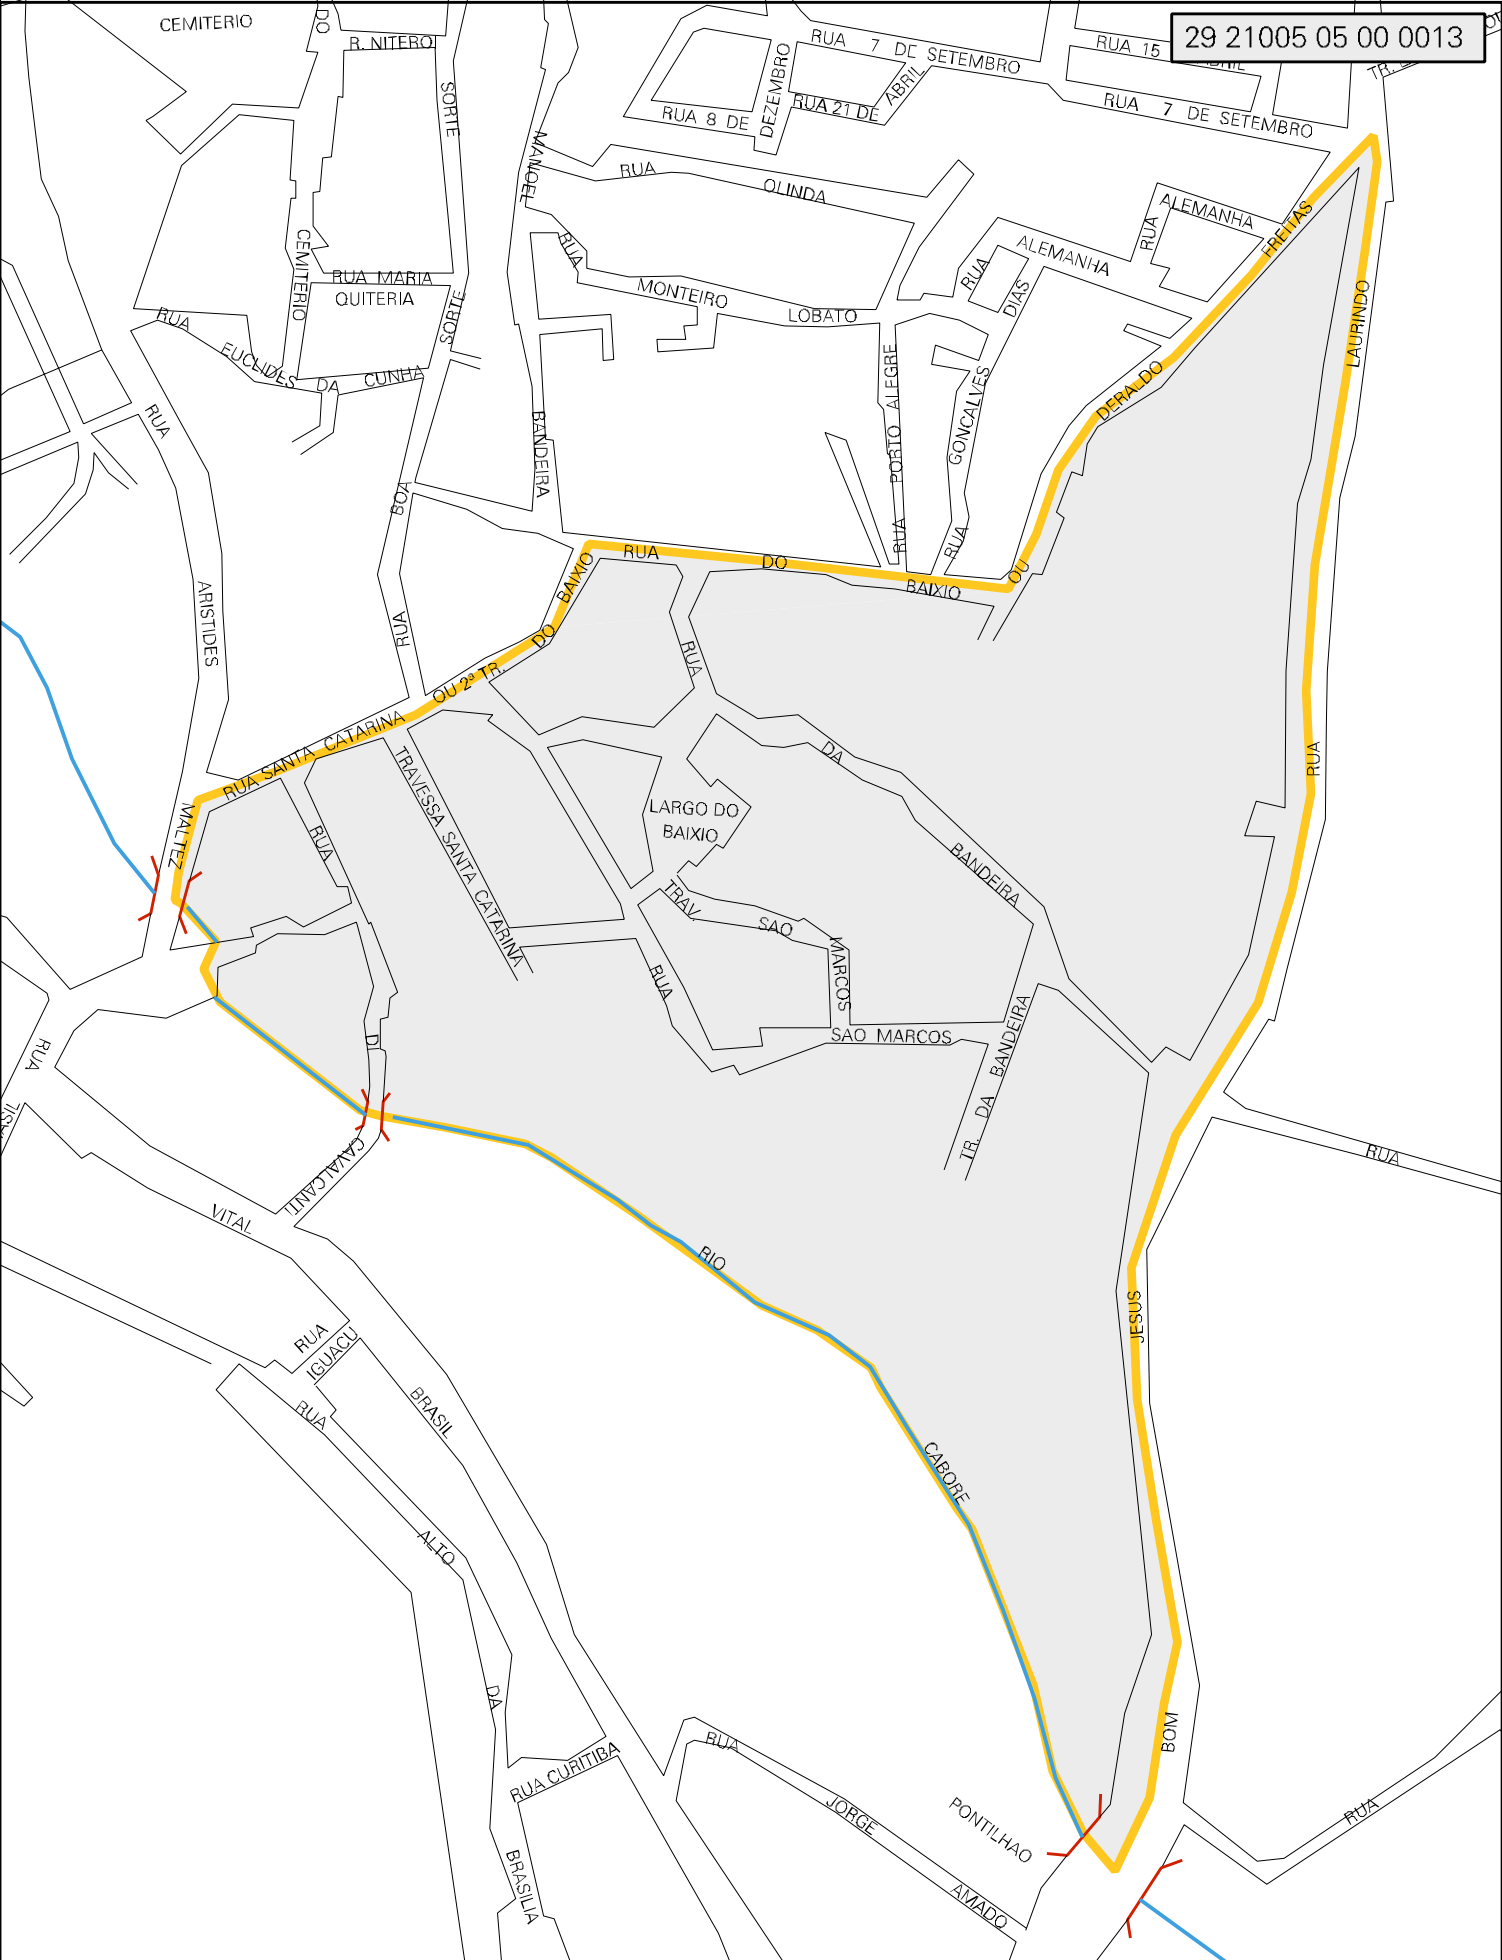 29 21005 05 00 0013
CEMITERIO
DO
R. NITERO
SORTE
MANOEL
RUA 7 DE SETEMBRO
RUA 15
TR.
RUA 8 DE
DEZEMBRO
RUA 21 DE
ABRIL
RUA 7 DE SETEMBRO
RUA
OLINDA
ALEMANHA
RUA
FREITAS
CEMITERIO
RUA MARIA
QUITERIA
RUA
MONTEIRO
LOBATO
RUA
ALEMANHA
DIAS
LAURINDO
RUA
EUCLIDES DA CUNHA
SORTE
RUA
BANDEIRA
PORTO ALEGRE
GONCALVES
DERALDO
BOA
RUA
RUA
RUA DO BAIXIO
OU
BAIXIO
DO
ARISTIDES
RUA
RUA
OU 2ª TR.
RUA SANTA CATARINA
MALTEZ
RUA
TRAVESSA SANTA CATARINA
LARGO DO
BAIXIO
DA
BANDEIRA
RUA
TRAV.
SAO
MARCOS
SAO MARCOS
RUA
TR. DA BANDEIRA
DI
CAVALCANTI
RUA
VITAL
RUA
RIO
JESUS
RUA
IGUACU
RUA
BRASIL
CABORE
ALTO
DA
RUA CURITIBA
BRASILIA
RUA
JORGE
AMADO
PONTILHAO
BOM
RUA